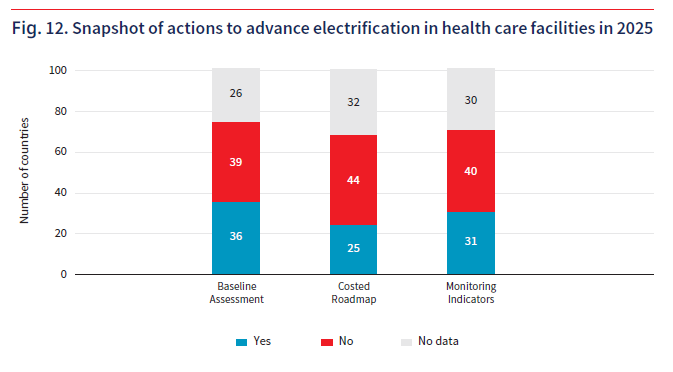 Fig. 12. Snapshot of actions to advance electrification in health care facilities in 2025
Number of countries
100
80
60
40
20
0
26
39
36
32
44
25
30
40
31
Baseline
Assessment
Costed
Roadmap
Monitoring
Indicators
Yes
No
No data